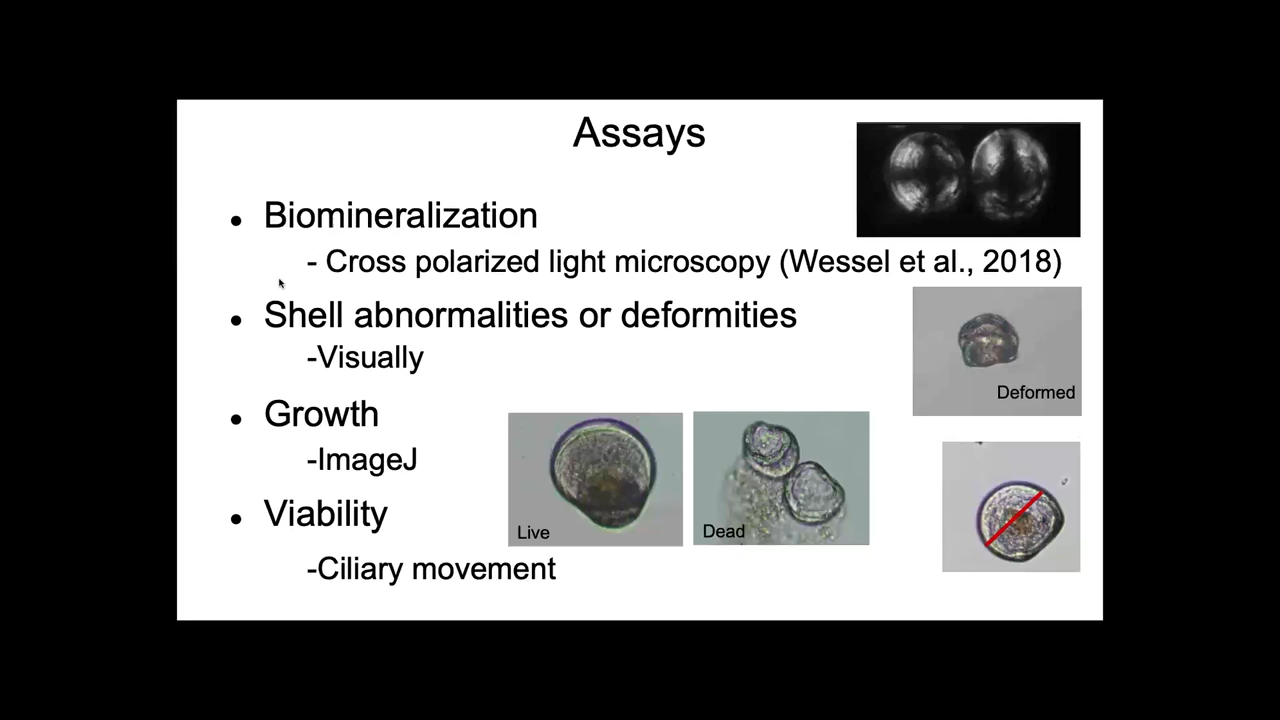 Assays
• Biomineralization
- Cross polarized light microscopy (Wessel et al., 2018)
• Shell abnormalities or deformities
-Visually
Deformed
• Growth
-ImageJ
• Viability
Live
Dead
-Ciliary movement